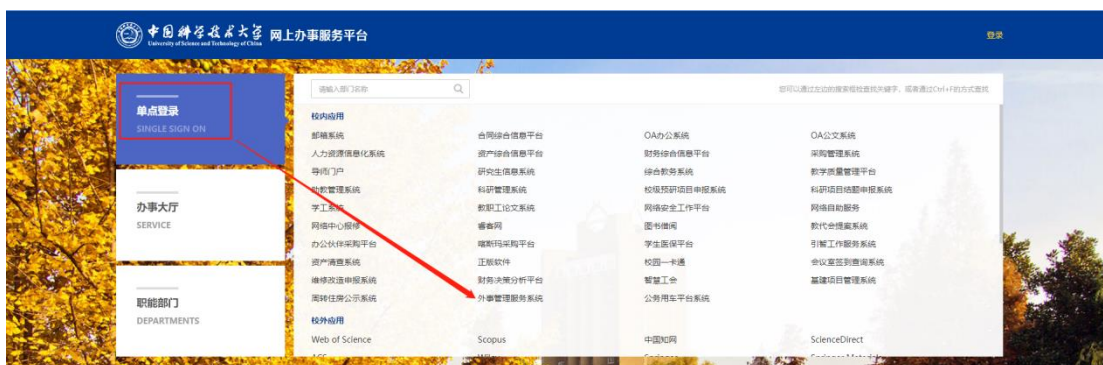 中国科学技术大学 网上办事服务平台
University of Science and Technology of China
登录
单点登录
SINGLE SIGN ON
办事大厅
SERVICE
职能部门
DEPARTMENTS
请输入部门名称
您可以通过左边的搜索框检查找关键字，或者通过Ctrl+F的方式查找
校内应用
邮箱系统 合同综合信息平台 OA办公系统 OA公文系统
人力资源信息化系统 资产综合信息平台 财务综合信息平台 采购管理系统
导师门户 研究生信息系统 综合教务系统 教学质量管理平台
助教管理系统 科研管理系统 校级预研项目申报系统 科研项目结题申报系统
学工系统 教职工论文系统 网络安全工作平台 网络自助服务
网络中心报修 睿客网 图书借阅 教代会提案系统
办公伙伴采购平台 喀斯玛采购平台 学生医保平台 引智工作服务系统
资产清查系统 正版软件 校园一卡通 会议室签到查询系统
维修改造申报系统 财务决策分析平台 智慧工会 基建项目管理系统
周转住房公示系统 外事管理服务系统 公务用车平台系统
校外应用
Web of Science Scopus 中国知网 ScienceDirect